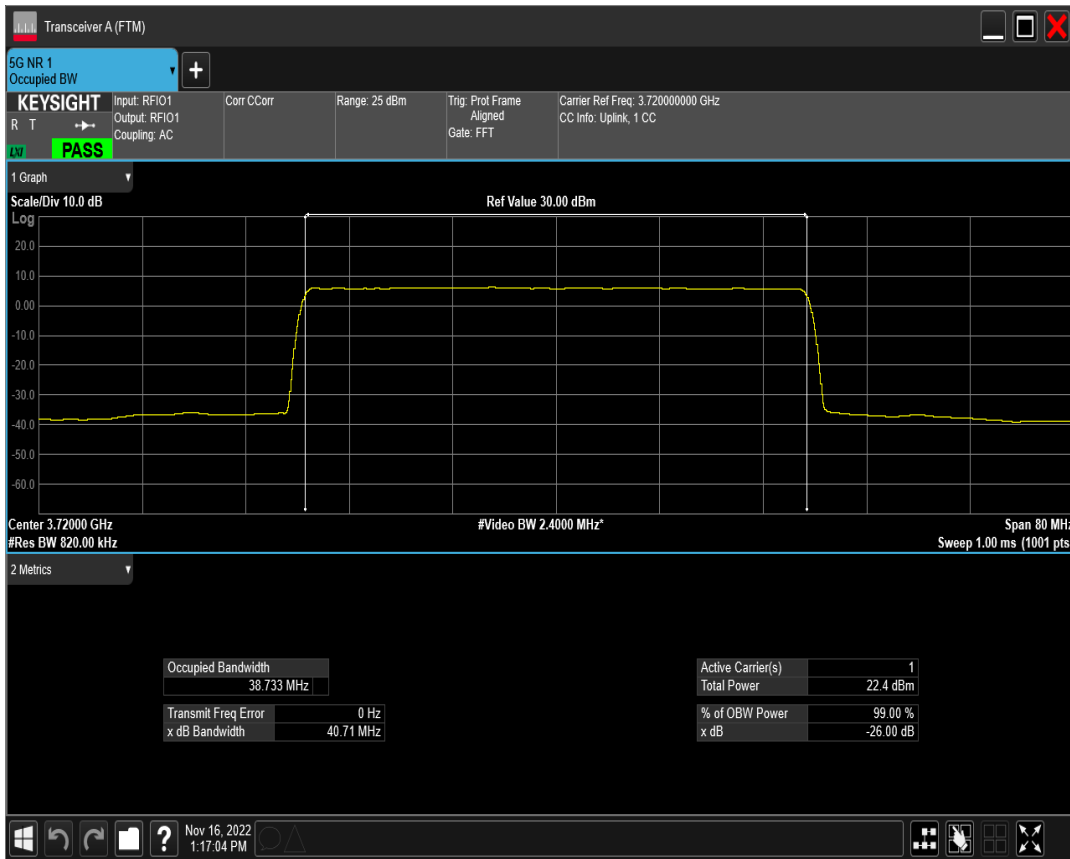 Transceiver A (FTM)
5G NR 1
Occupied BW
+
KEYSIGHT
R T
LXI
PASS
Input: RFIO1
Output: RFIO1
Coupling: AC
Corr CCorr
Range: 25 dBm
Trig: Prot Frame
Aligned
Gate: FFT
Carrier Ref Freq: 3.720000000 GHz
CC Info: Uplink, 1 CC
1 Graph
Scale/Div 10.0 dB
Ref Value 30.00 dBm
Log
20.0
10.0
0.00
-10.0
-20.0
-30.0
-40.0
-50.0
-60.0
Center 3.72000 GHz
#Video BW 2.4000 MHz*
Span 80 MHz
#Res BW 820.00 kHz
Sweep 1.00 ms (1001 pts
2 Metrics
Occupied Bandwidth
38.733 MHz
Transmit Freq Error 0 Hz
x dB Bandwidth 40.71 MHz
Active Carrier(s) 1
Total Power 22.4 dBm
% of OBW Power 99.00 %
x dB -26.00 dB
?
Nov 16, 2022
1:17:04 PM